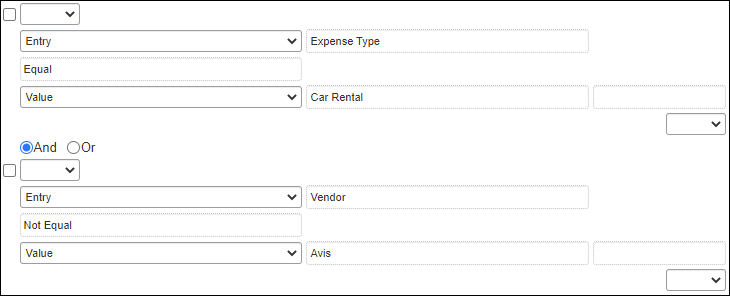 Entry Expense Type
Equal
Value Car Rental
And Or
Entry Vendor
Not Equal
Value Avis